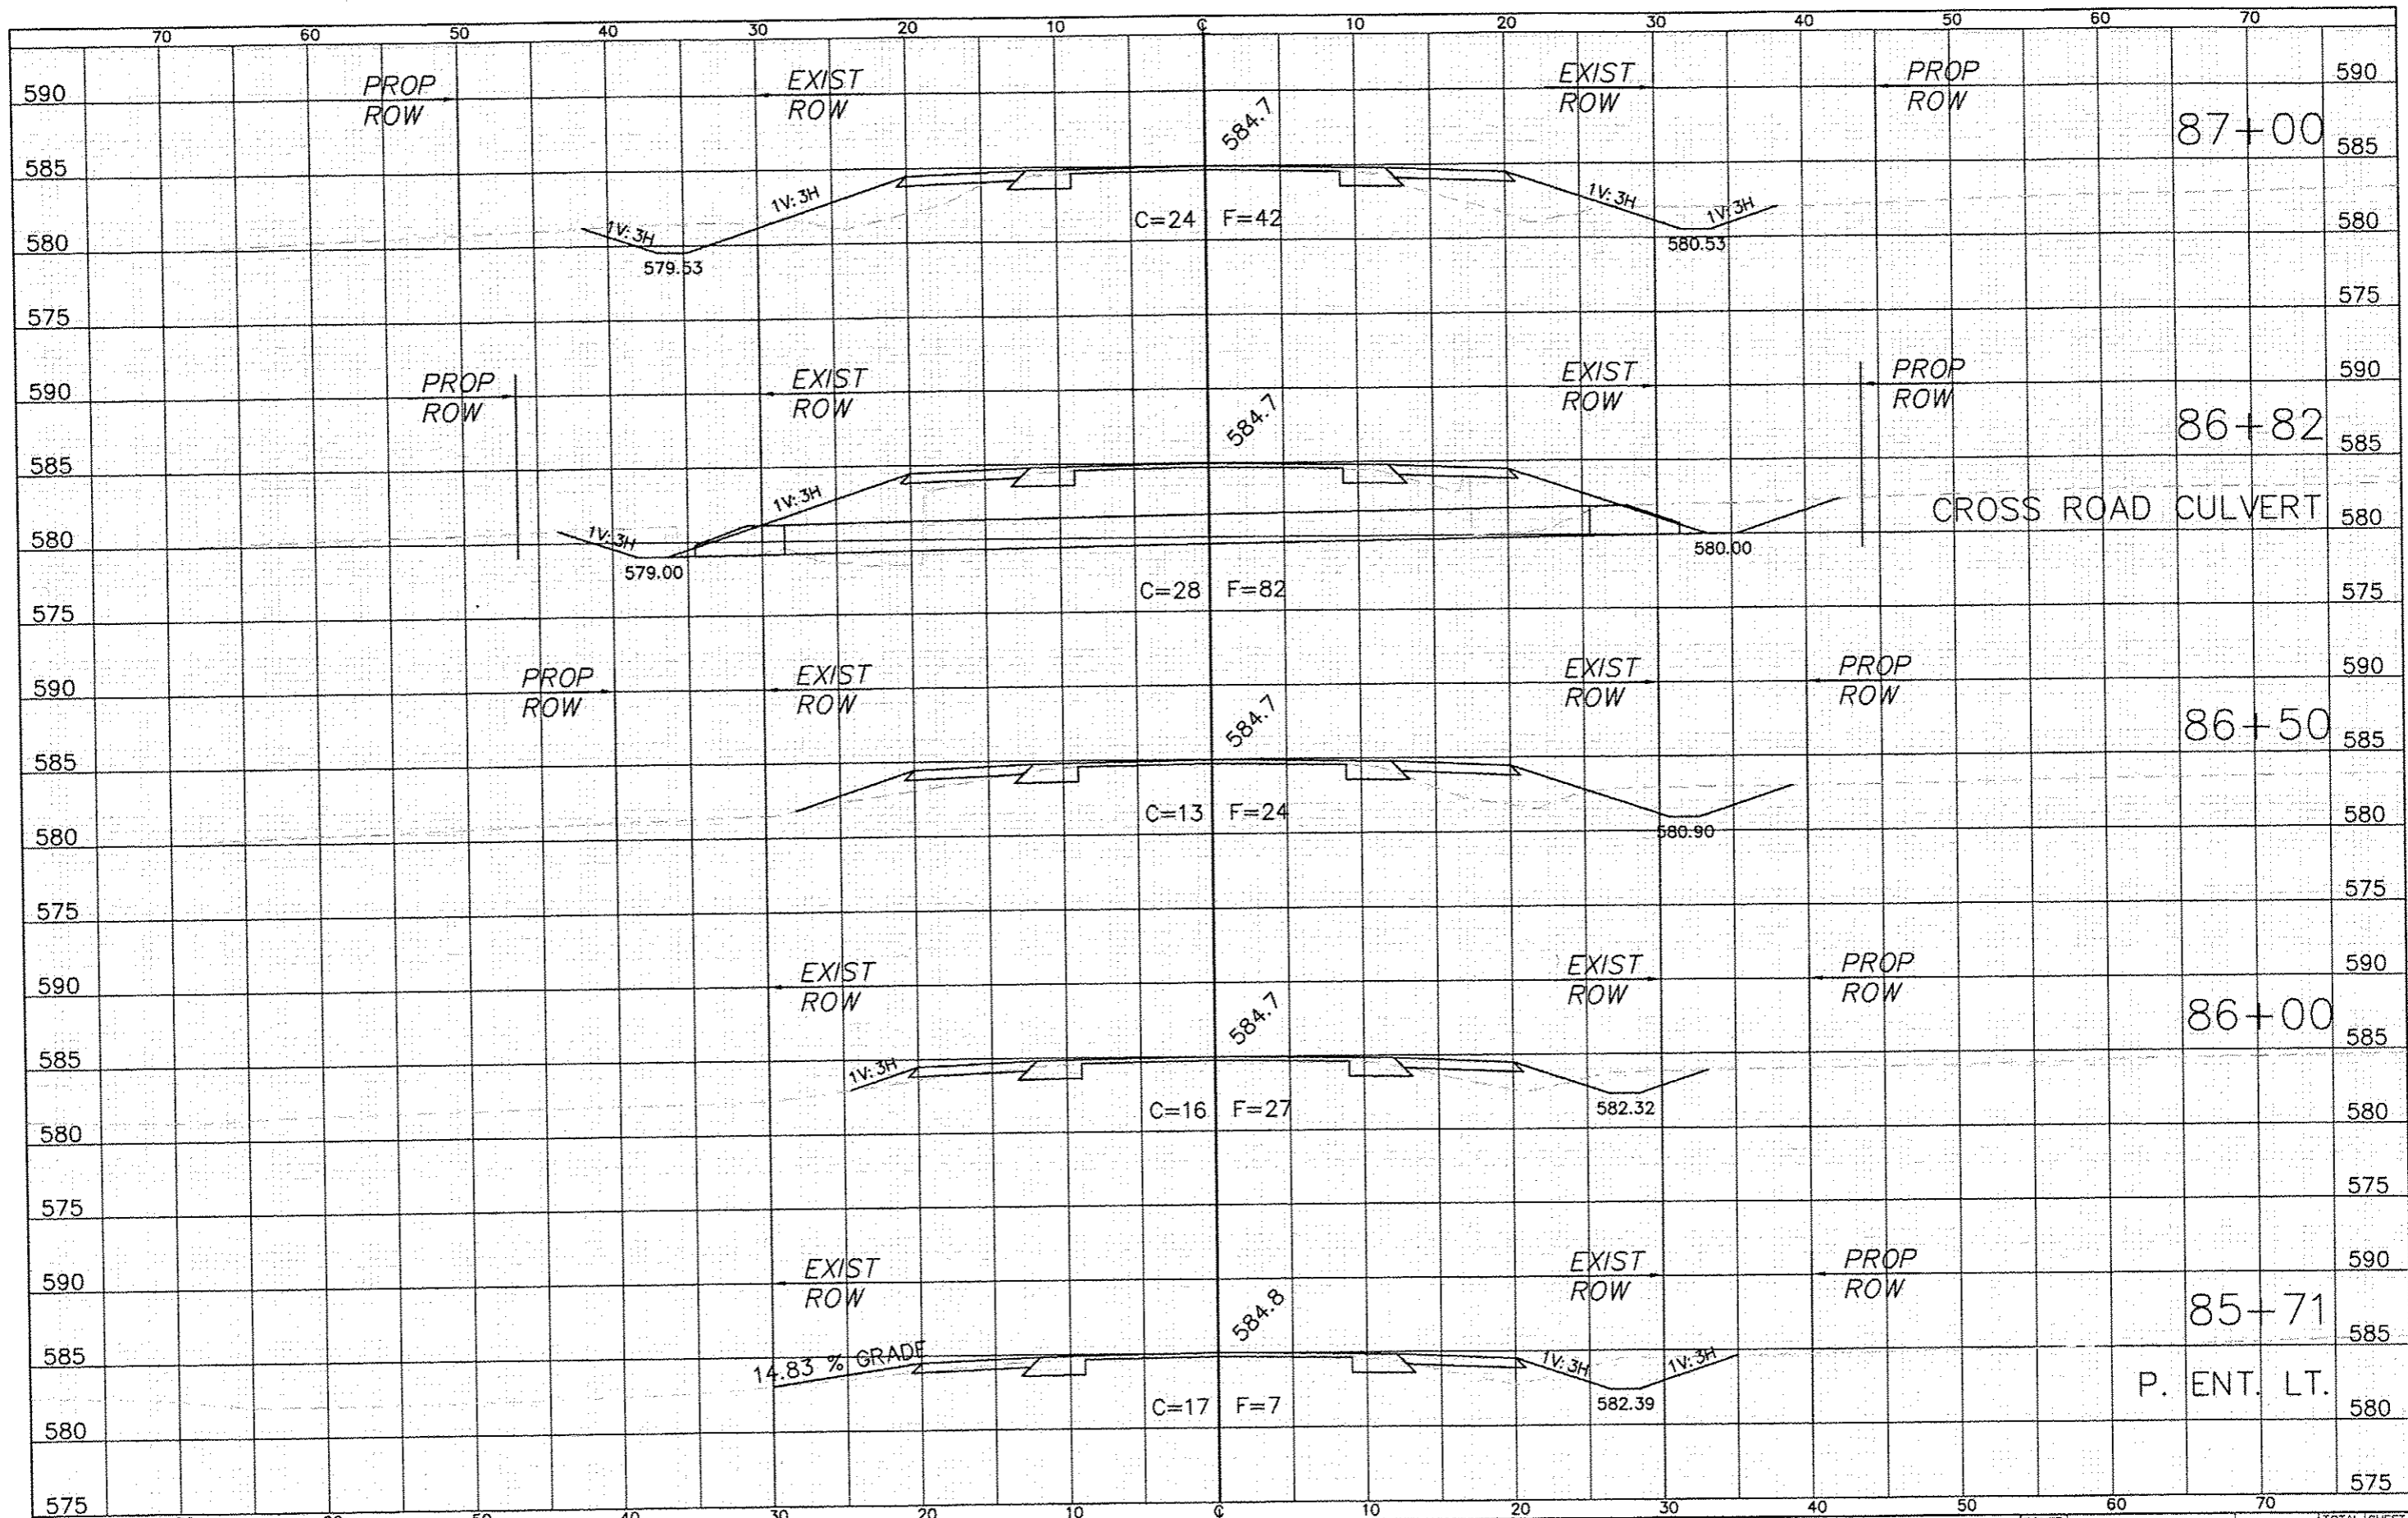 70 60 50 40 30 20 10 ℄ 10 20 30 40 50 60 70
590 PROP ROW EXIST ROW EXIST ROW PROP ROW 590
584.7
87+00
585 585
1V:3H 1V:3H 1V:3H 1V:3H
C=24 F=42
580 580
579.53 580.53
575 575
590 PROP ROW EXIST ROW EXIST ROW PROP ROW 590
584.7
86+82
585 585
1V:3H
CROSS ROAD CULVERT
580 1V:3H 580
579.00 580.00
C=28 F=82
575 575
590 PROP ROW EXIST ROW EXIST ROW PROP ROW 590
584.7
86+50
585 585
C=13 F=24
580 580.90 580
575 575
590 EXIST ROW EXIST ROW PROP ROW 590
584.7
86+00
585 585
1V:3H
C=16 F=27
582.32
580 580
575 575
590 EXIST ROW EXIST ROW PROP ROW 590
584.8
85+71
585 585
14.83 % GRADE 1V:3H 1V:3H
P. ENT. LT.
C=17 F=7
582.39
580 580
575 575
50 40 30 20 10 ℄ 10 20 30 40 50 60 70
TOTAL SHEET